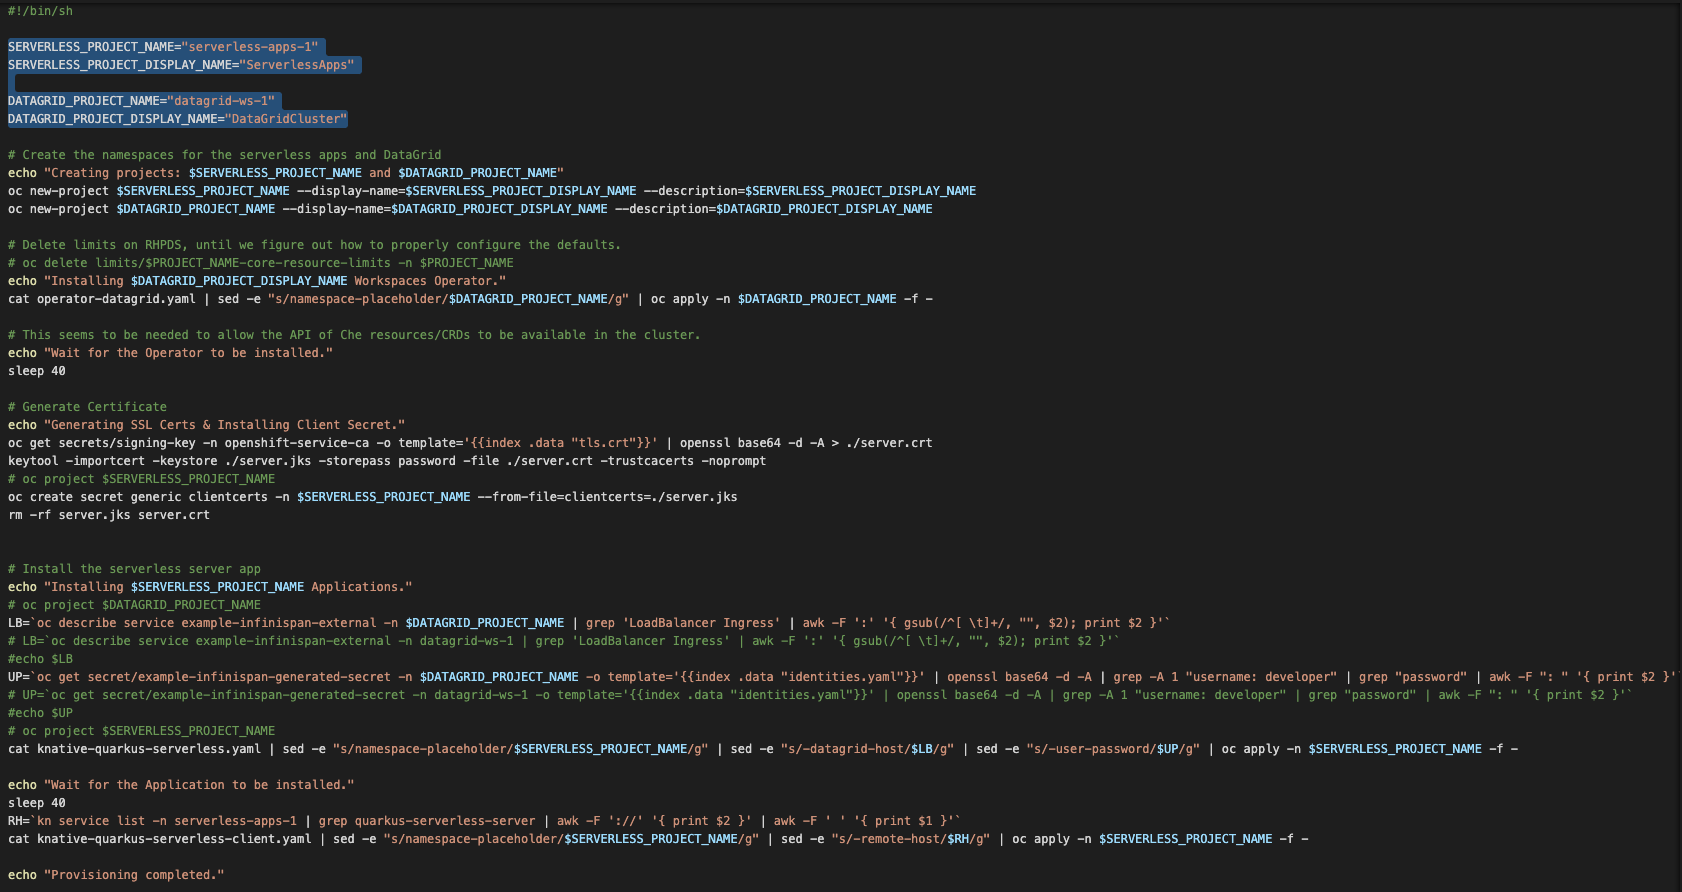 #!/bin/sh
SERVERLESS_PROJECT_NAME="serverless-apps-1"
SERVERLESS_PROJECT_DISPLAY_NAME="ServerlessApps"
DATAGRID_PROJECT_NAME="datagrid-ws-1"
DATAGRID_PROJECT_DISPLAY_NAME="DataGridCluster"
# Create the namespaces for the serverless apps and DataGrid
echo "Creating projects: $SERVERLESS_PROJECT_NAME and $DATAGRID_PROJECT_NAME"
oc new-project $SERVERLESS_PROJECT_NAME --display-name=$SERVERLESS_PROJECT_DISPLAY_NAME --description=$SERVERLESS_PROJECT_DISPLAY_NAME
oc new-project $DATAGRID_PROJECT_NAME --display-name=$DATAGRID_PROJECT_DISPLAY_NAME --description=$DATAGRID_PROJECT_DISPLAY_NAME
# Delete limits on RHPDS, until we figure out how to properly configure the defaults.
# oc delete limits/$PROJECT_NAME-core-resource-limits -n $PROJECT_NAME
echo "Installing $DATAGRID_PROJECT_DISPLAY_NAME Workspaces Operator."
cat operator-datagrid.yaml | sed -e "s/namespace-placeholder/$DATAGRID_PROJECT_NAME/g" | oc apply -n $DATAGRID_PROJECT_NAME -f -
# This seems to be needed to allow the API of Che resources/CRDs to be available in the cluster.
echo "Wait for the Operator to be installed."
sleep 40
# Generate Certificate
echo "Generating SSL Certs & Installing Client Secret."
oc get secrets/signing-key -n openshift-service-ca -o template='{{index .data "tls.crt"}}' | openssl base64 -d -A > ./server.crt
keytool -importcert -keystore ./server.jks -storepass password -file ./server.crt -trustcacerts -noprompt
# oc project $SERVERLESS_PROJECT_NAME
oc create secret generic clientcerts -n $SERVERLESS_PROJECT_NAME --from-file=clientcerts=./server.jks
rm -rf server.jks server.crt
# Install the serverless server app
echo "Installing $SERVERLESS_PROJECT_NAME Applications."
# oc project $DATAGRID_PROJECT_NAME
LB=`oc describe service example-infinispan-external -n $DATAGRID_PROJECT_NAME | grep 'LoadBalancer Ingress' | awk -F ':' '{ gsub(/^[ \t]+/, "", $2); print $2 }'`
# LB=`oc describe service example-infinispan-external -n datagrid-ws-1 | grep 'LoadBalancer Ingress' | awk -F ':' '{ gsub(/^[ \t]+/, "", $2); print $2 }'`
#echo $LB
UP=`oc get secret/example-infinispan-generated-secret -n $DATAGRID_PROJECT_NAME -o template='{{index .data "identities.yaml"}}' | openssl base64 -d -A | grep -A 1 "username: developer" | grep "password" | awk -F ": " '{ print $2 }'`
# UP=`oc get secret/example-infinispan-generated-secret -n datagrid-ws-1 -o template='{{index .data "identities.yaml"}}' | openssl base64 -d -A | grep -A 1 "username: developer" | grep "password" | awk -F ": " '{ print $2 }'`
#echo $UP
# oc project $SERVERLESS_PROJECT_NAME
cat knative-quarkus-serverless.yaml | sed -e "s/namespace-placeholder/$SERVERLESS_PROJECT_NAME/g" | sed -e "s/-datagrid-host/$LB/g" | sed -e "s/-user-password/$UP/g" | oc apply -n $SERVERLESS_PROJECT_NAME -f -
echo "Wait for the Application to be installed."
sleep 40
RH=`kn service list -n serverless-apps-1 | grep quarkus-serverless-server | awk -F '://' '{ print $2 }' | awk -F ' ' '{ print $1 }'`
cat knative-quarkus-serverless-client.yaml | sed -e "s/namespace-placeholder/$SERVERLESS_PROJECT_NAME/g" | sed -e "s/-remote-host/$RH/g" | oc apply -n $SERVERLESS_PROJECT_NAME -f -
echo "Provisioning completed."